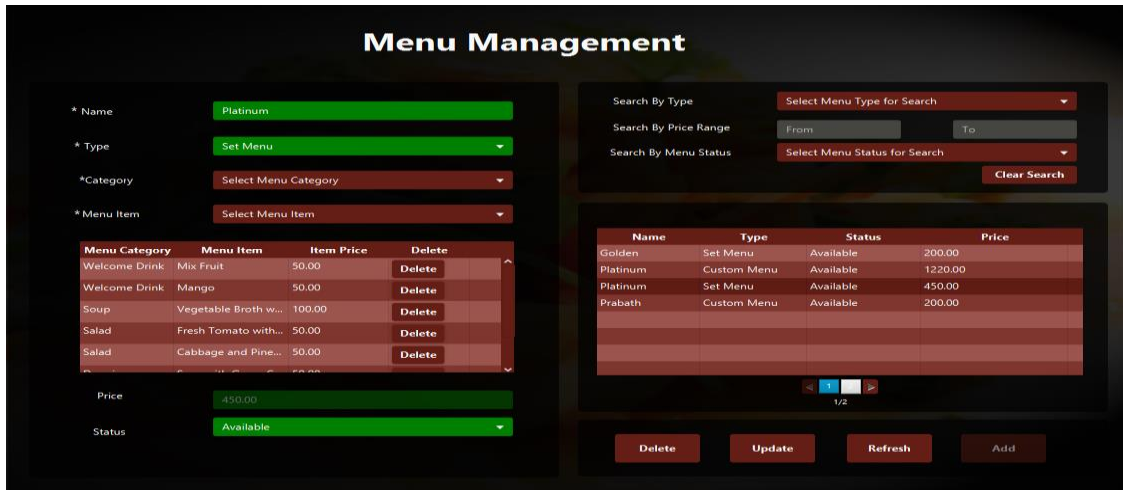 Menu Management
* Name Platinum
* Type Set Menu
*Category Select Menu Category
* Menu Item Select Menu Item
Menu Category Menu Item Item Price Delete
Welcome Drink Mix Fruit 50.00 Delete
Welcome Drink Mango 50.00 Delete
Soup Vegetable Broth w... 100.00 Delete
Salad Fresh Tomato with... 50.00 Delete
Salad Cabbage and Pine... 50.00 Delete
Price 450.00
Status Available
Search By Type Select Menu Type for Search
Search By Price Range From To
Search By Menu Status Select Menu Status for Search
Clear Search
Name Type Status Price
Golden Set Menu Available 200.00
Platinum Custom Menu Available 1220.00
Platinum Set Menu Available 450.00
Prabath Custom Menu Available 200.00
1
1/2
Delete Update Refresh Add